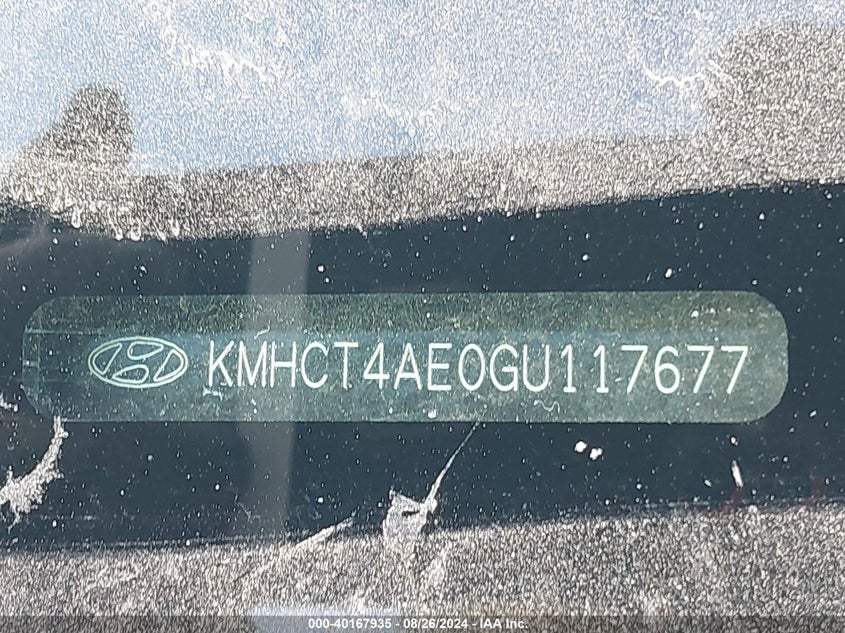 KMHCT4AE0GU117677
000-40167935 - 08/26/2024 - IAA Inc.